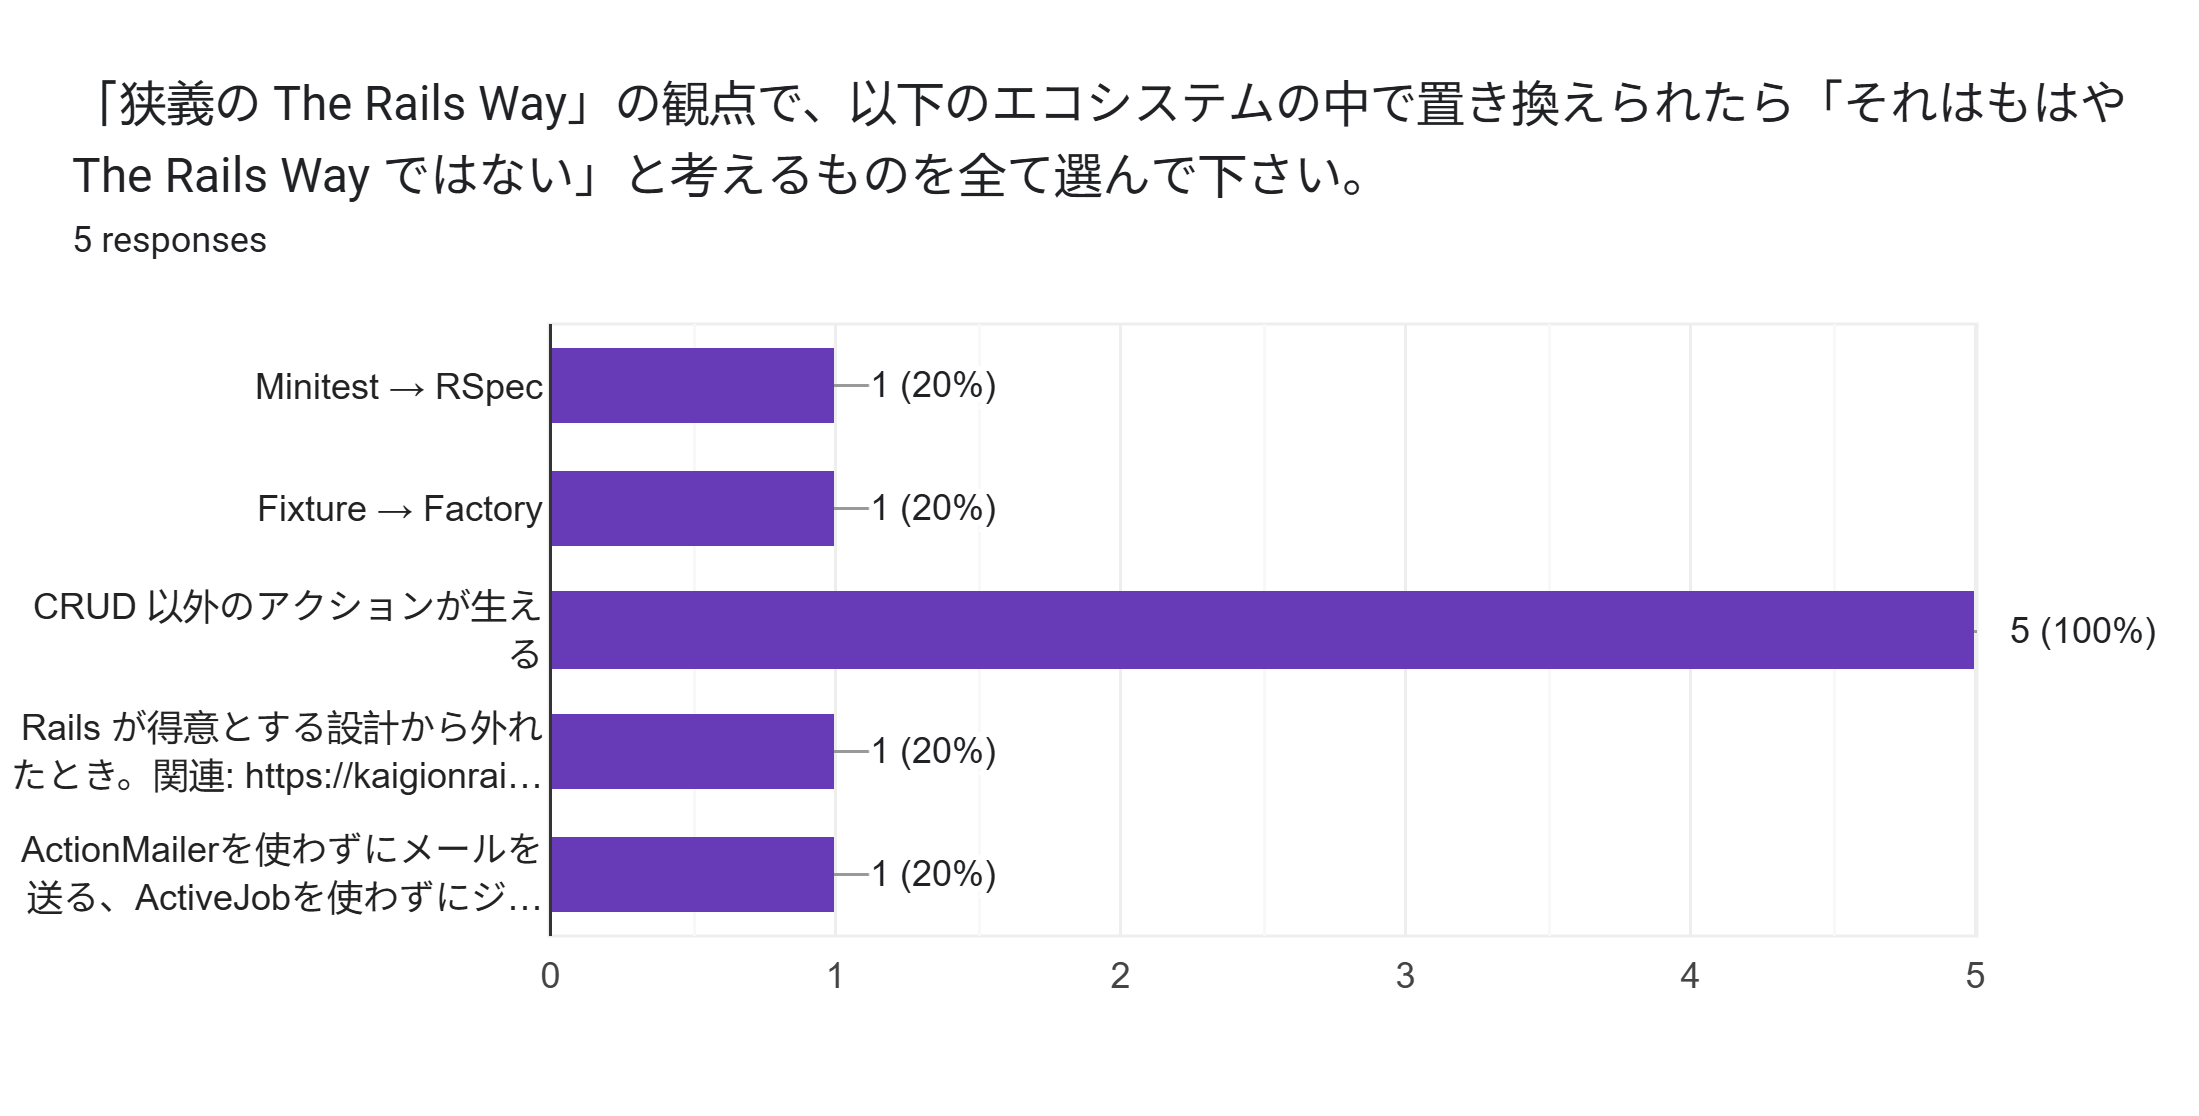 「狭義の The Rails Way」の観点で、以下のエコシステムの中で置き換えられたら「それはもはや
The Rails Way ではない」と考えるものを全て選んで下さい。
5 responses
Minitest → RSpec
1 (20%)
Fixture → Factory
1 (20%)
CRUD 以外のアクションが生え
る
5 (100%)
Rails が得意とする設計から外れ
たとき。関連: https://kaigionrai…
1 (20%)
ActionMailerを使わずにメールを
送る、ActiveJobを使わずにジ…
1 (20%)
0 1 2 3 4 5